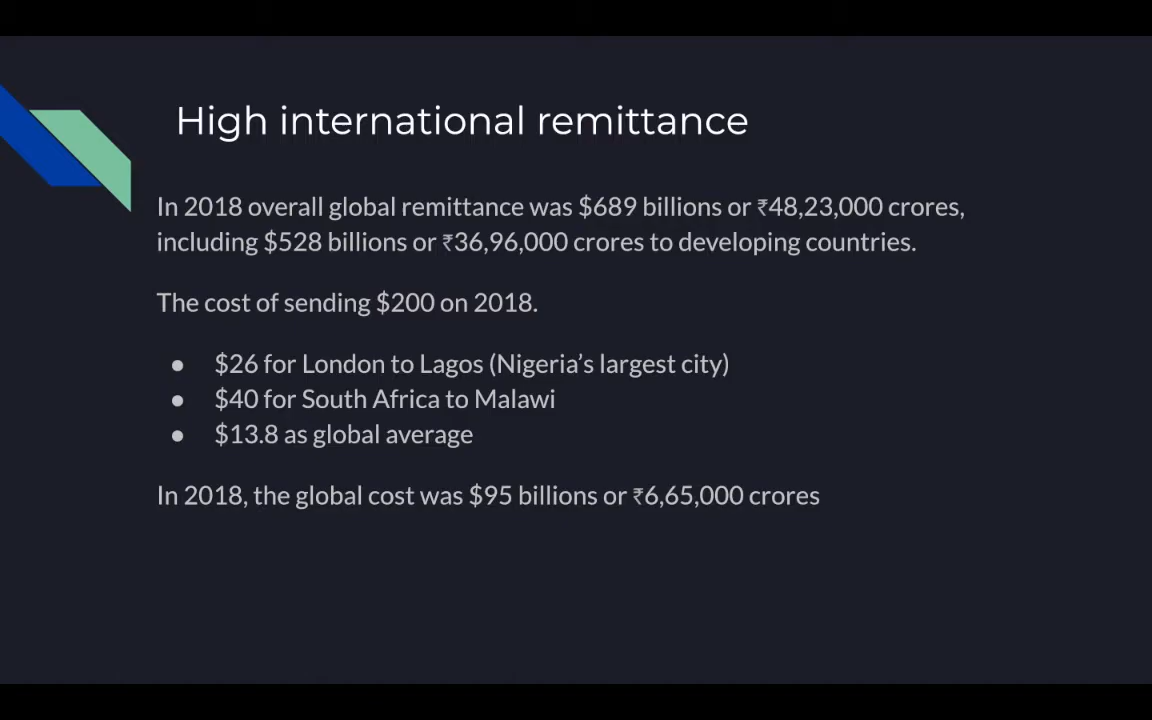 High international remittance
In 2018 overall global remittance was $689 billions or ₹48,23,000 crores,
including $528 billions or ₹36,96,000 crores to developing countries.
The cost of sending $200 on 2018.
● $26 for London to Lagos (Nigeria’s largest city)
● $40 for South Africa to Malawi
● $13.8 as global average
In 2018, the global cost was $95 billions or ₹6,65,000 crores